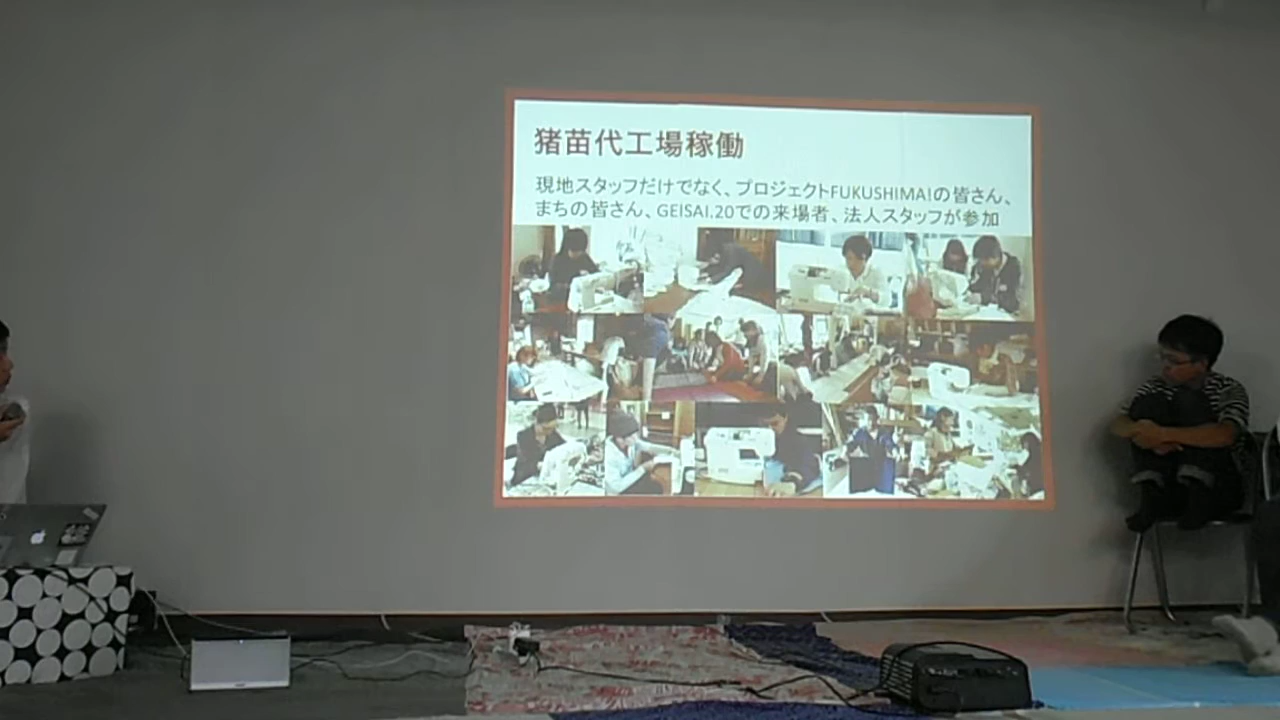 猪苗代工場稼働
現地スタッフだけでなく、プロジェクトFUKUSHIMA!の皆さん、
まちの皆さん、GEISAI.20での来場者、法人スタッフが参加